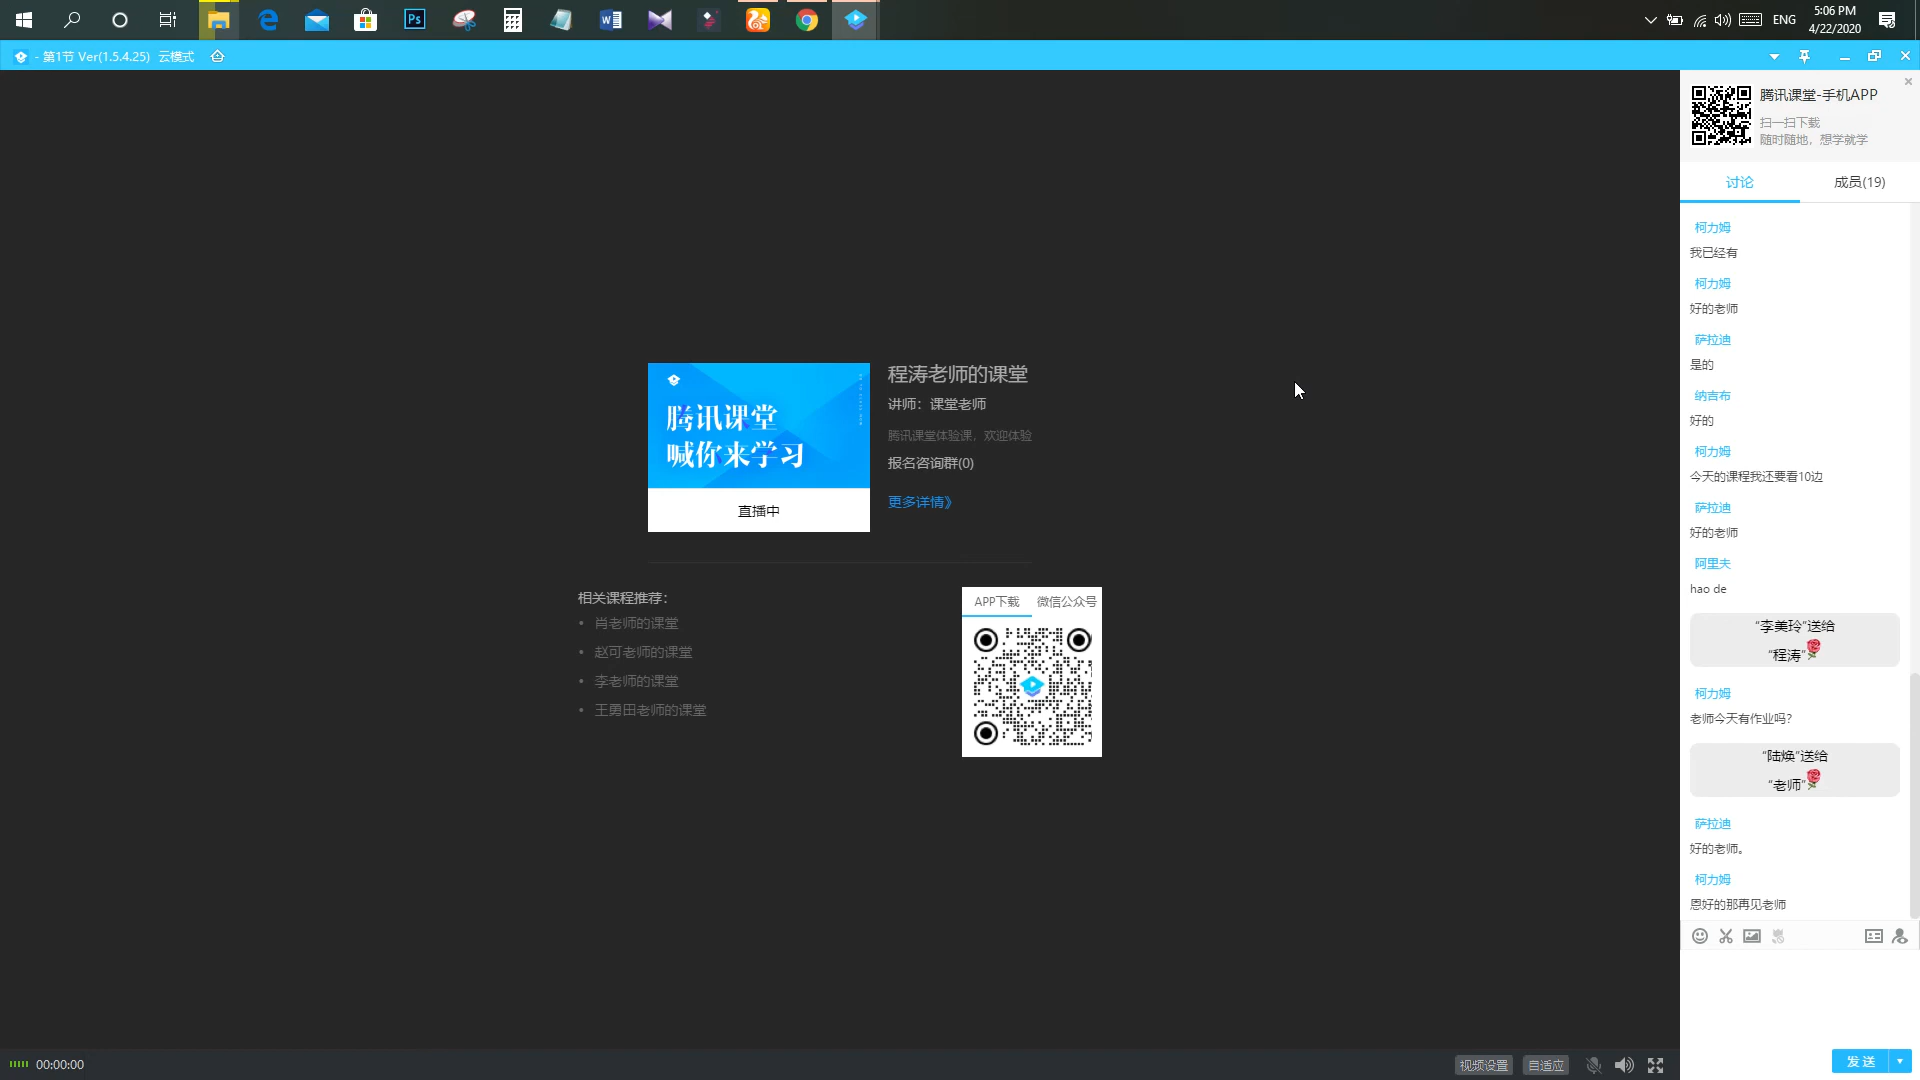 ENG
5:06 PM
4/22/2020
- 第1节 Ver(1.5.4.25) 云模式
腾讯课堂
喊你来学习
直播中
程涛老师的课堂
讲师：课堂老师
腾讯课堂体验课，欢迎体验
报名咨询群(0)
更多详情》
相关课程推荐：
• 肖老师的课堂
• 赵可老师的课堂
• 李老师的课堂
• 王勇田老师的课堂
APP下载 微信公众号
腾讯课堂-手机APP
扫一扫下载
随时随地，想学就学
讨论 成员(19)
柯力姆
我已经有
柯力姆
好的老师
萨拉迪
是的
纳吉布
好的
柯力姆
今天的课程我还要看10边
萨拉迪
好的老师
阿里夫
hao de
“李美玲”送给
“程涛”
柯力姆
老师今天有作业吗？
“陆焕”送给
“老师”
萨拉迪
好的老师。
柯力姆
恩好的那再见老师
发送
00:00:00
视频设置 自适应